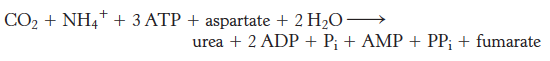 CO₂ + NH₄⁺ + 3 ATP + aspartate + 2 H₂O ⟶
urea + 2 ADP + Pᵢ + AMP + PPᵢ + fumarate